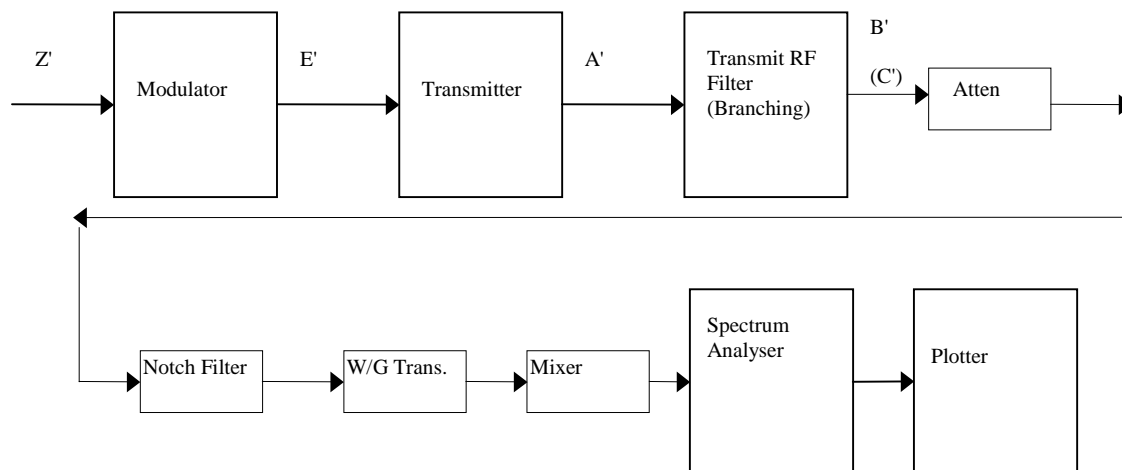 Z'
Modulator
E'
Transmitter
A'
Transmit RF
Filter
(Branching)
B'
(C')
Atten
Notch Filter
W/G Trans.
Mixer
Spectrum
Analyser
Plotter